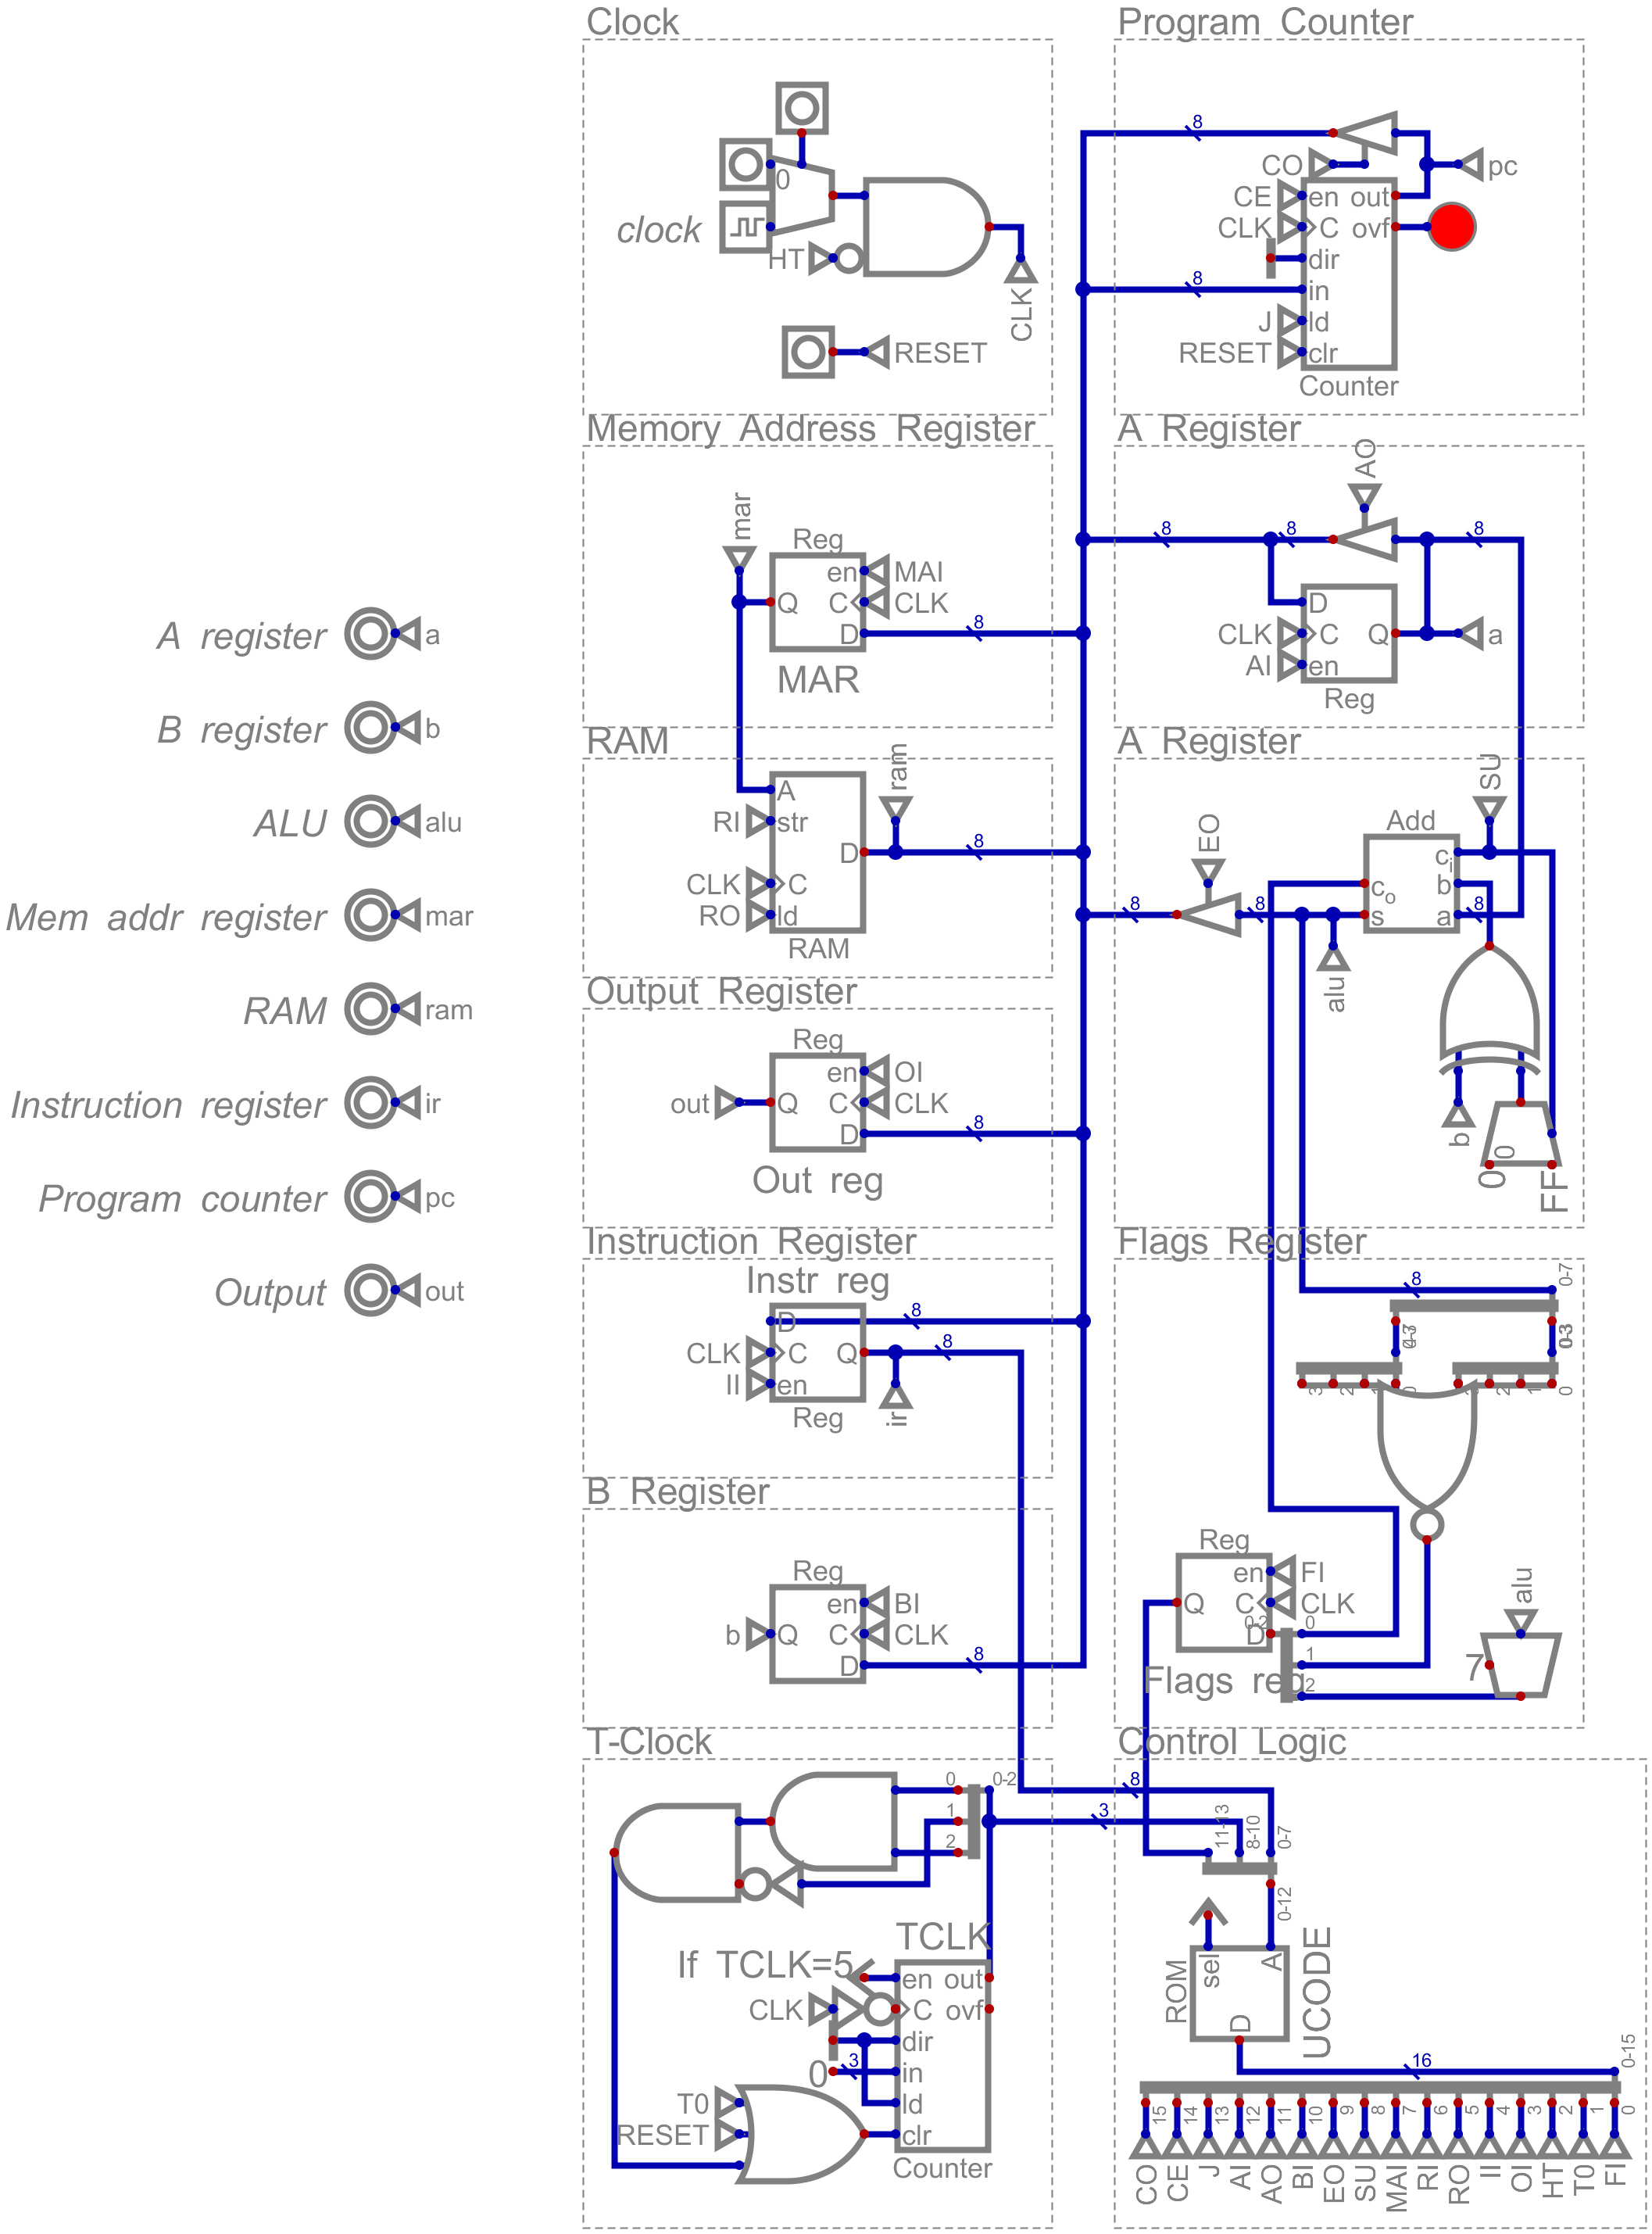 Clock
0
clock
HT
CLK
RESET
Program Counter
8
CO
pc
CE
en out
CLK
C ovf
dir
8
in
J
ld
RESET
clr
Counter
Memory Address Register
mar
Reg
en
MAI
Q
C
CLK
D
8
MAR
A Register
AO
8
8
8
D
CLK
C
Q
a
AI
en
Reg
A register
a
B register
b
ALU
alu
Mem addr register
mar
RAM
ram
Instruction register
ir
Program counter
pc
Output
out
RAM
ram
A
RI
str
D
8
CLK
C
RO
ld
RAM
A Register
SU
EO
Add
ci
co
b
8
8
s
a
8
alu
b
0
0
FF
Output Register
Reg
en
OI
out
Q
C
CLK
D
8
Out reg
Instruction Register
Instr reg
D
8
CLK
C
Q
8
II
en
Reg
ir
Flags Register
8
0-7
4-7
0-3
0-3
3
2
1
0
3
2
1
0
Reg
en
FI
Q
C
CLK
0-2
D
0
1
2
Flags reg
alu
7
B Register
Reg
en
BI
b
Q
C
CLK
D
8
T-Clock
0
0-2
1
2
TCLK
If TCLK=5
en out
CLK
C ovf
dir
0
3
in
T0
ld
RESET
clr
Counter
Control Logic
8
3
11-13
8-10
0-7
0-12
ROM
sel
A
D
UCODE
16
0-15
15
14
13
12
11
10
9
8
7
6
5
4
3
2
1
0
CO
CE
J
AI
AO
BI
EO
SU
MAI
RI
RO
II
OI
HT
T0
FI